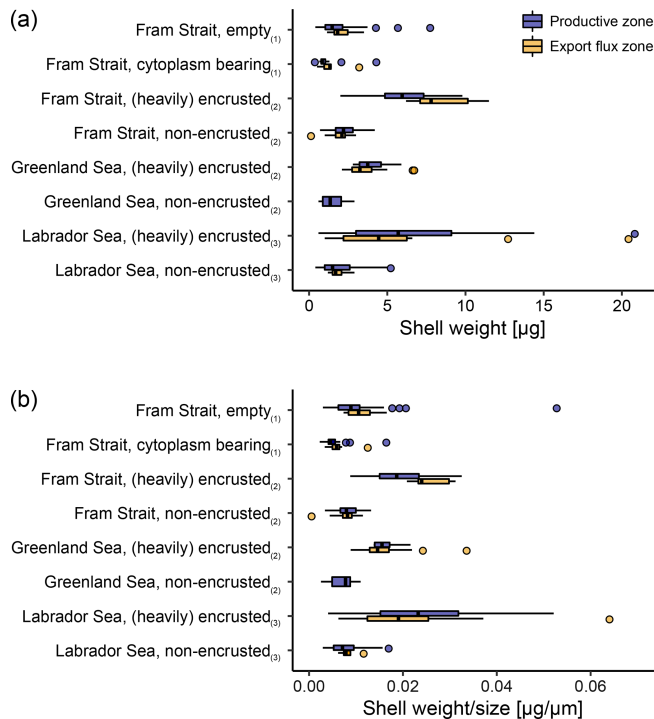 (a)
Productive zone
Export flux zone
Fram Strait, empty(1)
Fram Strait, cytoplasm bearing(1)
Fram Strait, (heavily) encrusted(2)
Fram Strait, non-encrusted(2)
Greenland Sea, (heavily) encrusted(2)
Greenland Sea, non-encrusted(2)
Labrador Sea, (heavily) encrusted(3)
Labrador Sea, non-encrusted(3)
0 5 10 15 20
Shell weight [µg]
(b)
Fram Strait, empty(1)
Fram Strait, cytoplasm bearing(1)
Fram Strait, (heavily) encrusted(2)
Fram Strait, non-encrusted(2)
Greenland Sea, (heavily) encrusted(2)
Greenland Sea, non-encrusted(2)
Labrador Sea, (heavily) encrusted(3)
Labrador Sea, non-encrusted(3)
0.00 0.02 0.04 0.06
Shell weight/size [µg/µm]